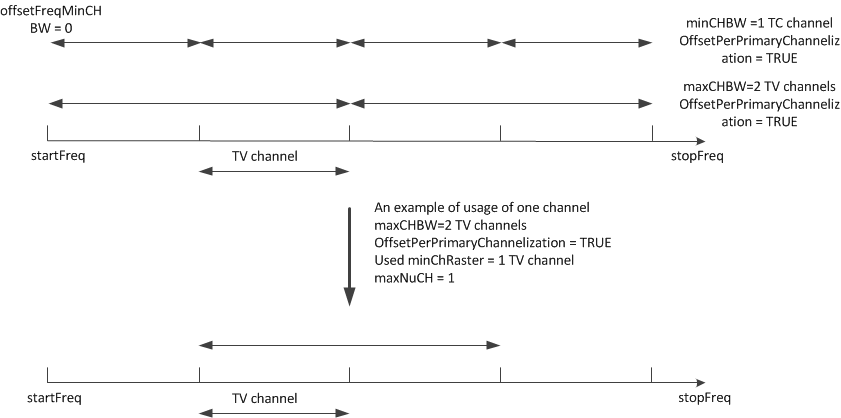 offsetFreqMinCH
BW = 0
minCHBW =1 TC channel
OffsetPerPrimaryChanneliz
ation = TRUE
maxCHBW=2 TV channels
OffsetPerPrimaryChanneliz
ation = TRUE
startFreq
TV channel
stopFreq
An example of usage of one channel
maxCHBW=2 TV channels
OffsetPerPrimaryChannelization = TRUE
Used minChRaster = 1 TV channel
maxNuCH = 1
startFreq
TV channel
stopFreq